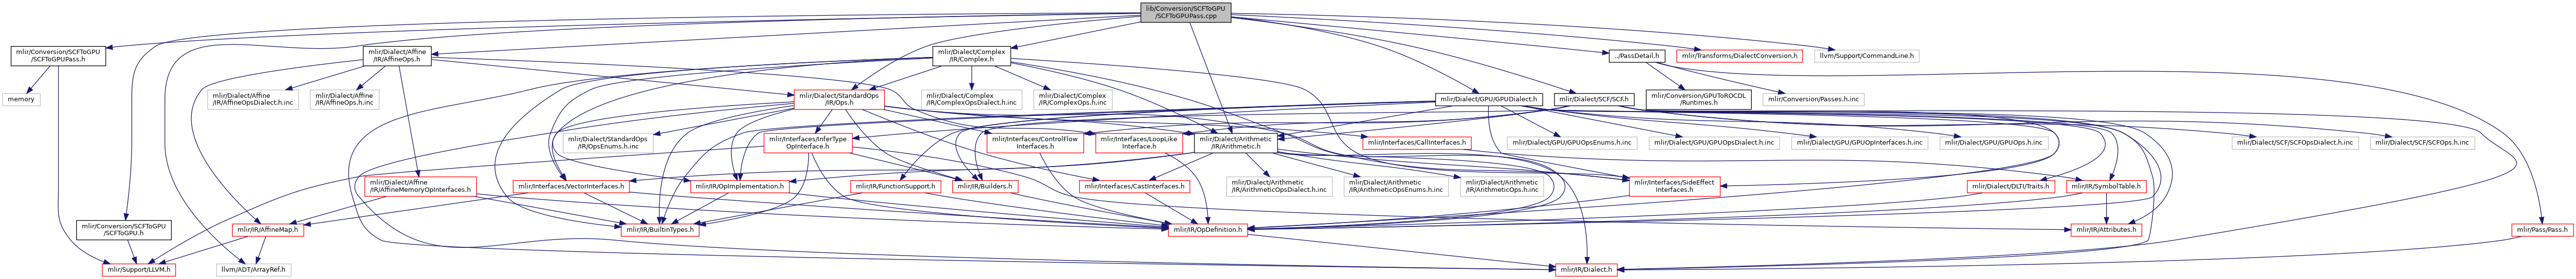 lib/Conversion/SCFToGPU
/SCFToGPUPass.cpp
mlir/Conversion/SCFToGPU
/SCFToGPUPass.h
mlir/Dialect/Affine
/IR/AffineOps.h
mlir/Dialect/Complex
/IR/Complex.h
../PassDetail.h
mlir/Transforms/DialectConversion.h
llvm/Support/CommandLine.h
memory
mlir/Dialect/Affine
/IR/AffineOpsDialect.h.inc
mlir/Dialect/Affine
/IR/AffineOps.h.inc
mlir/Dialect/StandardOps
/IR/Ops.h
mlir/Dialect/Complex
/IR/ComplexOpsDialect.h.inc
mlir/Dialect/Complex
/IR/ComplexOps.h.inc
mlir/Dialect/GPU/GPUDialect.h
mlir/Dialect/SCF/SCF.h
mlir/Conversion/GPUToROCDL
/Runtimes.h
mlir/Conversion/Passes.h.inc
mlir/Dialect/StandardOps
/IR/OpsEnums.h.inc
mlir/Interfaces/InferType
OpInterface.h
mlir/Interfaces/ControlFlow
Interfaces.h
mlir/Interfaces/LoopLike
Interface.h
mlir/Dialect/Arithmetic
/IR/Arithmetic.h
mlir/Interfaces/CallInterfaces.h
mlir/Dialect/GPU/GPUOpsEnums.h.inc
mlir/Dialect/GPU/GPUOpsDialect.h.inc
mlir/Dialect/GPU/GPUOpInterfaces.h.inc
mlir/Dialect/GPU/GPUOps.h.inc
mlir/Dialect/SCF/SCFOpsDialect.h.inc
mlir/Dialect/SCF/SCFOps.h.inc
mlir/Dialect/Affine
/IR/AffineMemoryOpInterfaces.h
mlir/Interfaces/VectorInterfaces.h
mlir/IR/OpImplementation.h
mlir/IR/FunctionSupport.h
mlir/IR/Builders.h
mlir/Interfaces/CastInterfaces.h
mlir/Dialect/Arithmetic
/IR/ArithmeticOpsDialect.h.inc
mlir/Dialect/Arithmetic
/IR/ArithmeticOpsEnums.h.inc
mlir/Dialect/Arithmetic
/IR/ArithmeticOps.h.inc
mlir/Interfaces/SideEffect
Interfaces.h
mlir/Dialect/DLTI/Traits.h
mlir/IR/SymbolTable.h
mlir/Conversion/SCFToGPU
/SCFToGPU.h
mlir/IR/AffineMap.h
mlir/IR/BuiltinTypes.h
mlir/IR/OpDefinition.h
mlir/IR/Attributes.h
mlir/Pass/Pass.h
mlir/Support/LLVM.h
llvm/ADT/ArrayRef.h
mlir/IR/Dialect.h